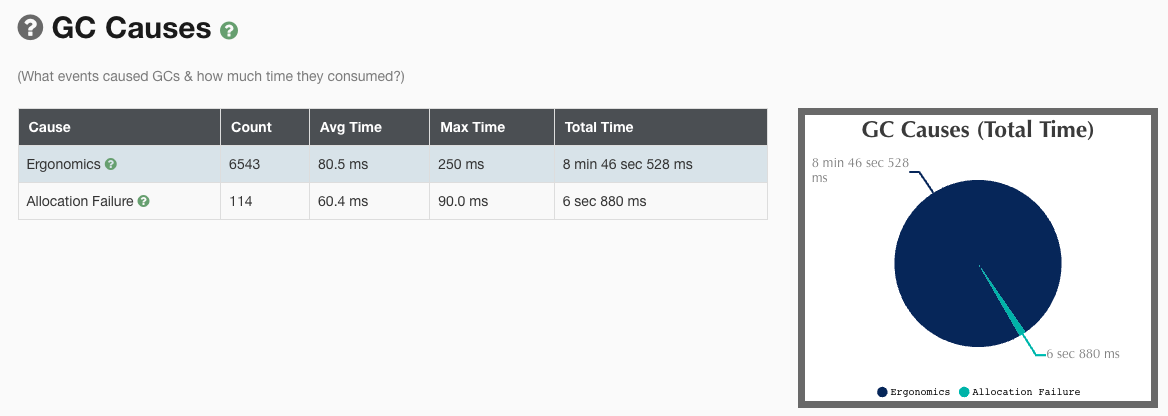 GC Causes
(What events caused GCs & how much time they consumed?)
Cause Count Avg Time Max Time Total Time
Ergonomics 6543 80.5 ms 250 ms 8 min 46 sec 528 ms
Allocation Failure 114 60.4 ms 90.0 ms 6 sec 880 ms
GC Causes (Total Time)
8 min 46 sec 528
ms
6 sec 880 ms
Ergonomics Allocation Failure